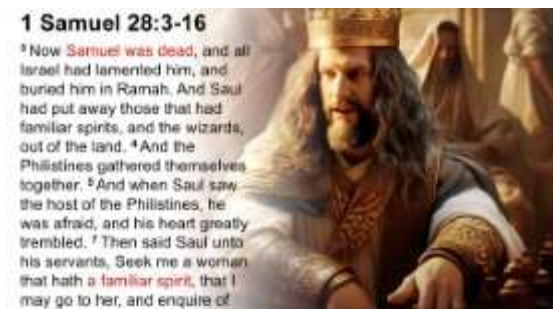 1 Samuel 28:3-16
³ Now Samuel was dead, and all
Israel had lamented him, and
buried him in Ramah. And Saul
had put away those that had
familiar spirits, and the wizards,
out of the land. ⁴ And the
Philistines gathered themselves
together. ⁵ And when Saul saw
the host of the Philistines, he
was afraid, and his heart greatly
trembled. ⁷ Then said Saul unto
his servants, Seek me a woman
that hath a familiar spirit, that I
may go to her, and enquire of